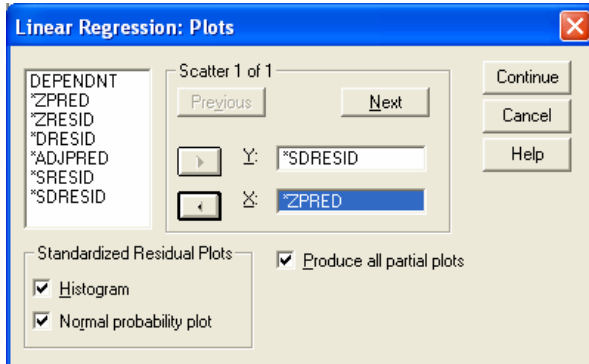 Linear Regression: Plots
DEPENDNT
*ZPRED
*ZRESID
*DRESID
*ADJPRED
*SRESID
*SDRESID
Scatter 1 of 1
Previous
Next
Y:
*SDRESID
X:
*ZPRED
Continue
Cancel
Help
Standardized Residual Plots
Histogram
Normal probability plot
Produce all partial plots